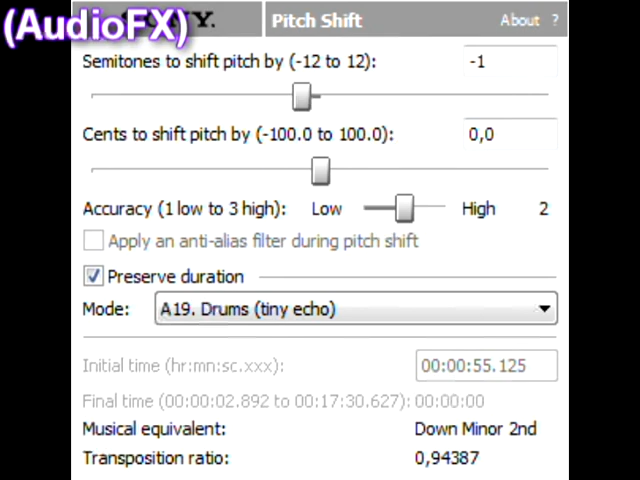 (AudioFX)
SONY.
Pitch Shift
About ?
Semitones to shift pitch by (-12 to 12): -1
Cents to shift pitch by (-100.0 to 100.0): 0,0
Accuracy (1 low to 3 high): Low High 2
Apply an anti-alias filter during pitch shift
Preserve duration
Mode: A19. Drums (tiny echo)
Initial time (hr:mn:sc.xxx): 00:00:55.125
Final time (00:00:02.892 to 00:17:30.627): 00:00:00
Musical equivalent: Down Minor 2nd
Transposition ratio: 0,94387